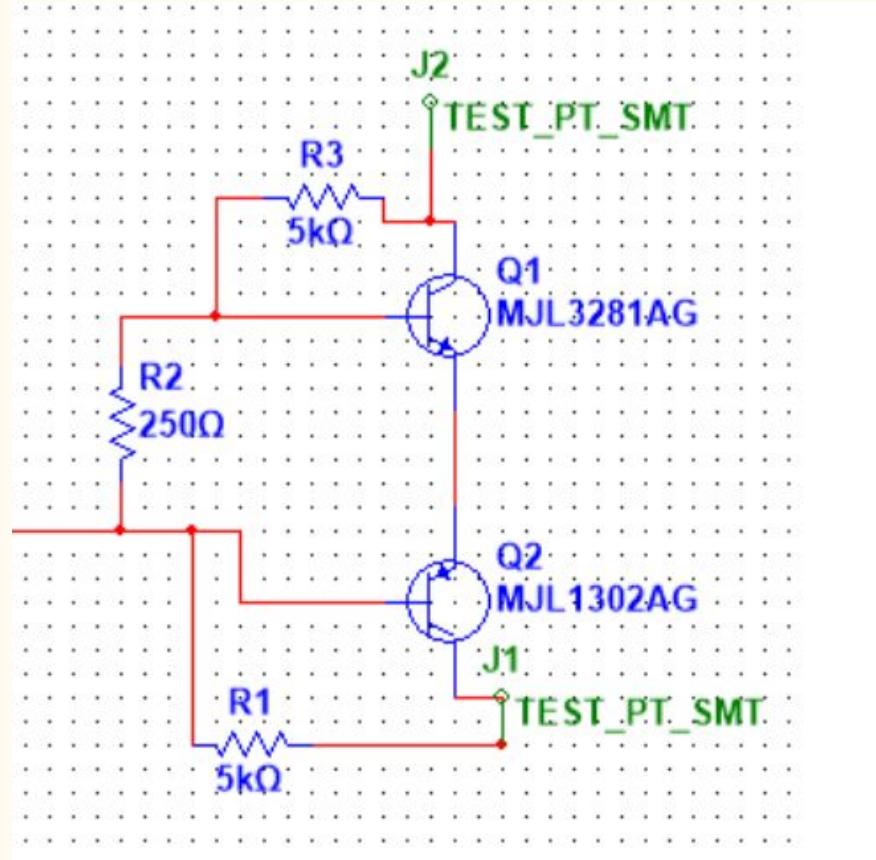 J2
TEST_PT_SMT
R3
5kΩ
Q1
MJL3281AG
R2
250Ω
Q2
MJL1302AG
J1
TEST_PT_SMT
R1
5kΩ